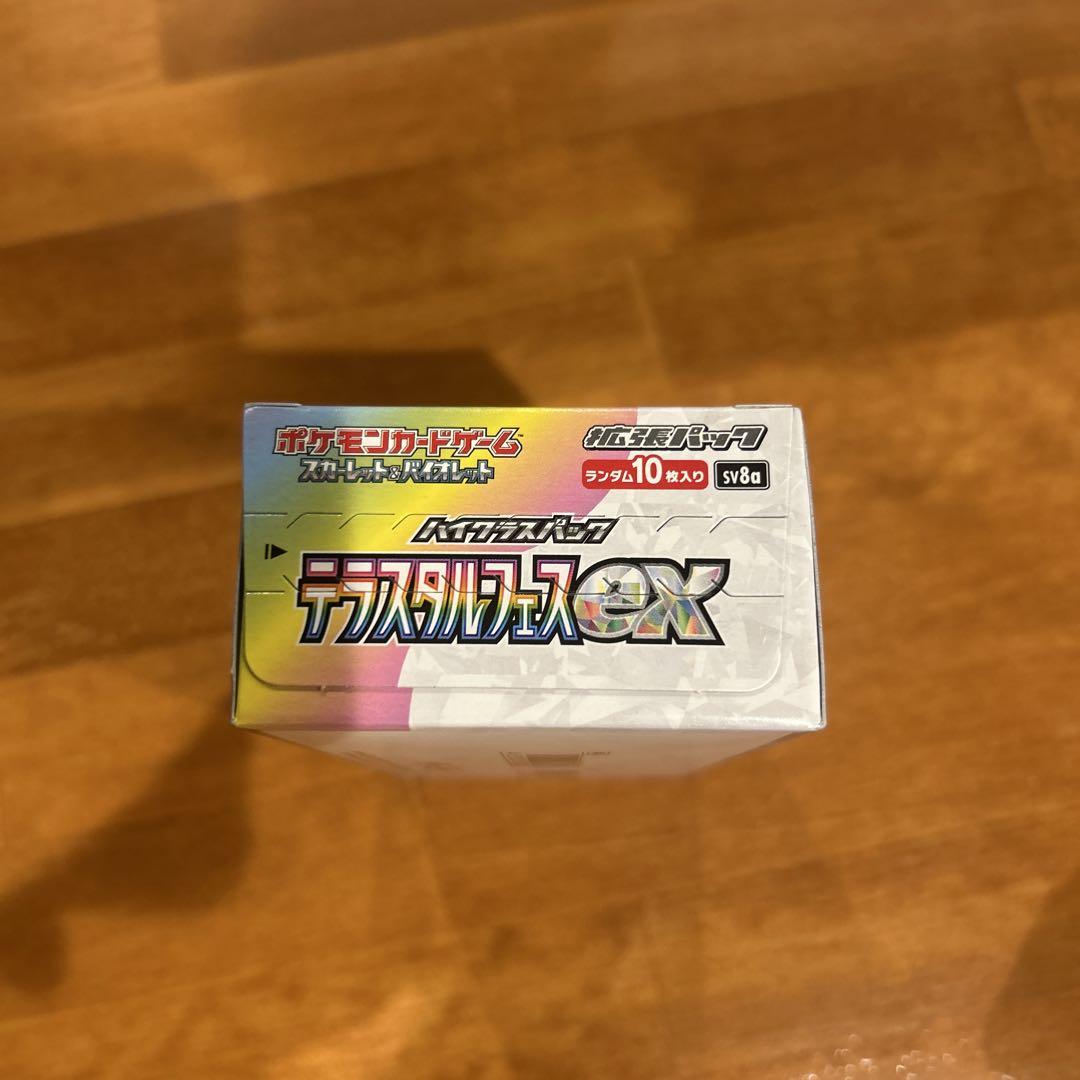 ポケモンカードゲーム
スカーレット&バイオレット
拡張パック
ランダム10枚入り sv8a
ハイクラスパック
テラスタルフェスex